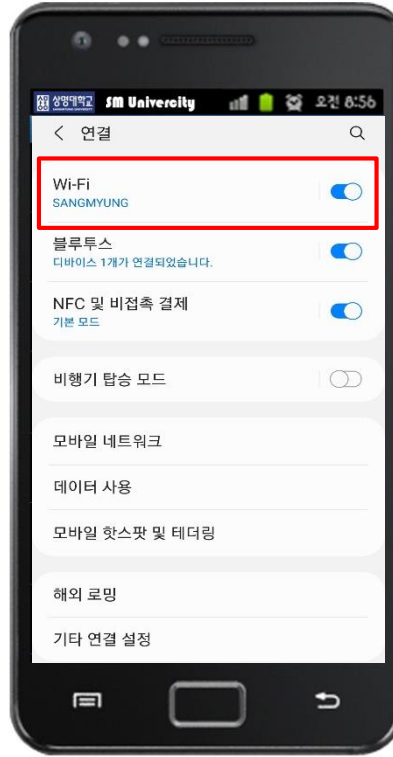 상명대학교 SM Univercity 오전 8:56
연결
Wi-Fi
SANGMYUNG
블루투스
디바이스 1개가 연결되었습니다.
NFC 및 비접촉 결제
기본 모드
비행기 탑승 모드
모바일 네트워크
데이터 사용
모바일 핫스팟 및 테더링
해외 로밍
기타 연결 설정